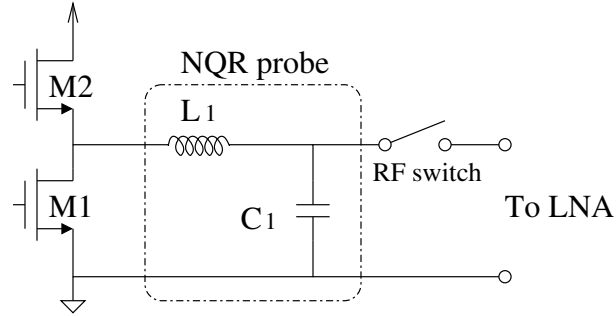 NQR probe
M2
L1
RF switch
M1
C1
To LNA